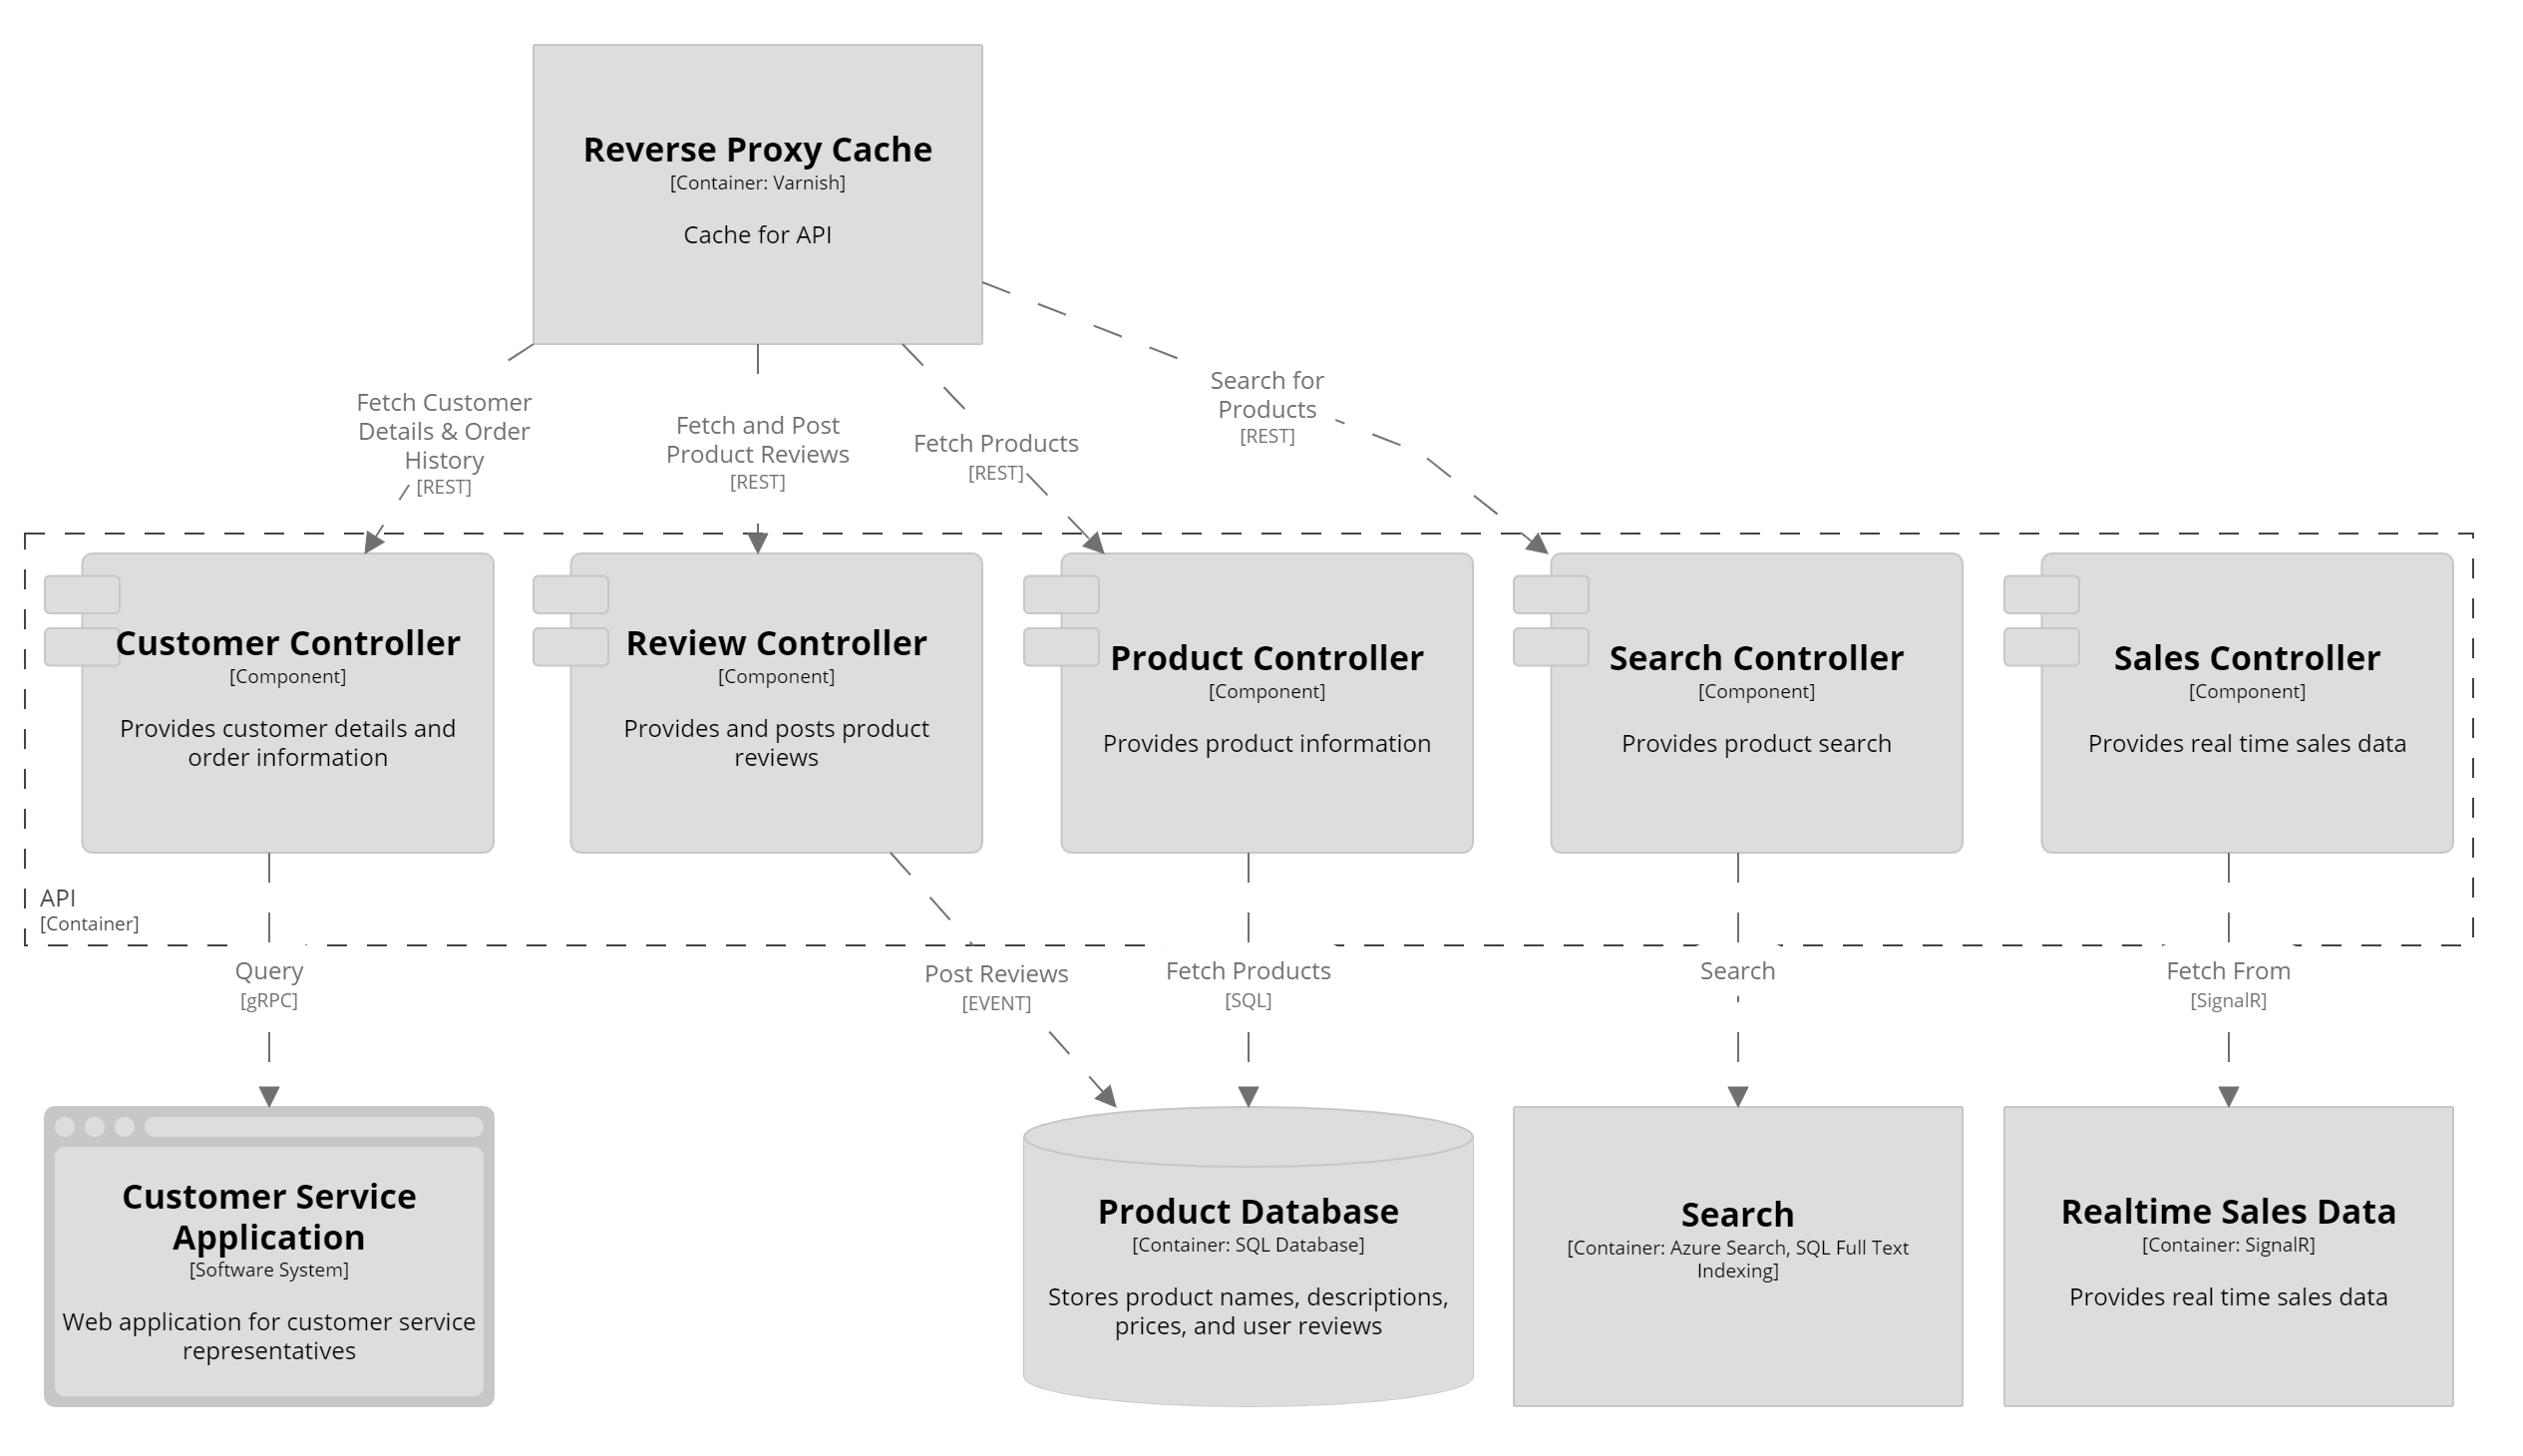 Reverse Proxy Cache
[Container: Varnish]
Cache for API
Fetch Customer
Details & Order
History
[REST]
Fetch and Post
Product Reviews
[REST]
Fetch Products
[REST]
Search for
Products
[REST]
Customer Controller
[Component]
Provides customer details and
order information
Review Controller
[Component]
Provides and posts product
reviews
Product Controller
[Component]
Provides product information
Search Controller
[Component]
Provides product search
Sales Controller
[Component]
Provides real time sales data
API
[Container]
Query
[gRPC]
Post Reviews
[EVENT]
Fetch Products
[SQL]
Search
Fetch From
[SignalR]
Customer Service
Application
[Software System]
Web application for customer service
representatives
Product Database
[Container: SQL Database]
Stores product names, descriptions,
prices, and user reviews
Search
[Container: Azure Search, SQL Full Text
Indexing]
Realtime Sales Data
[Container: SignalR]
Provides real time sales data